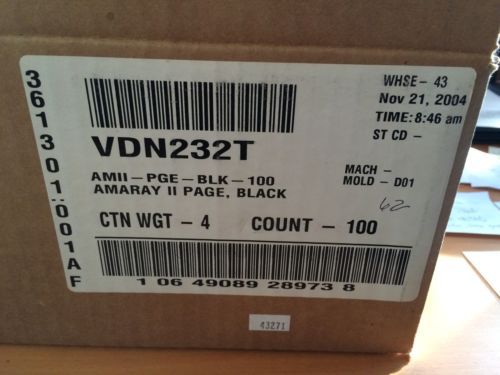 361301-001AF
WHSE - 43
Nov 21, 2004
TIME: 8:46 am
ST CD -
VDN232T
AMII-PGE-BLK-100
AMARAY II PAGE, BLACK
MACH -
MOLD - D01
62
CTN WGT - 4 COUNT - 100
1 06 49089 28973 8
43271